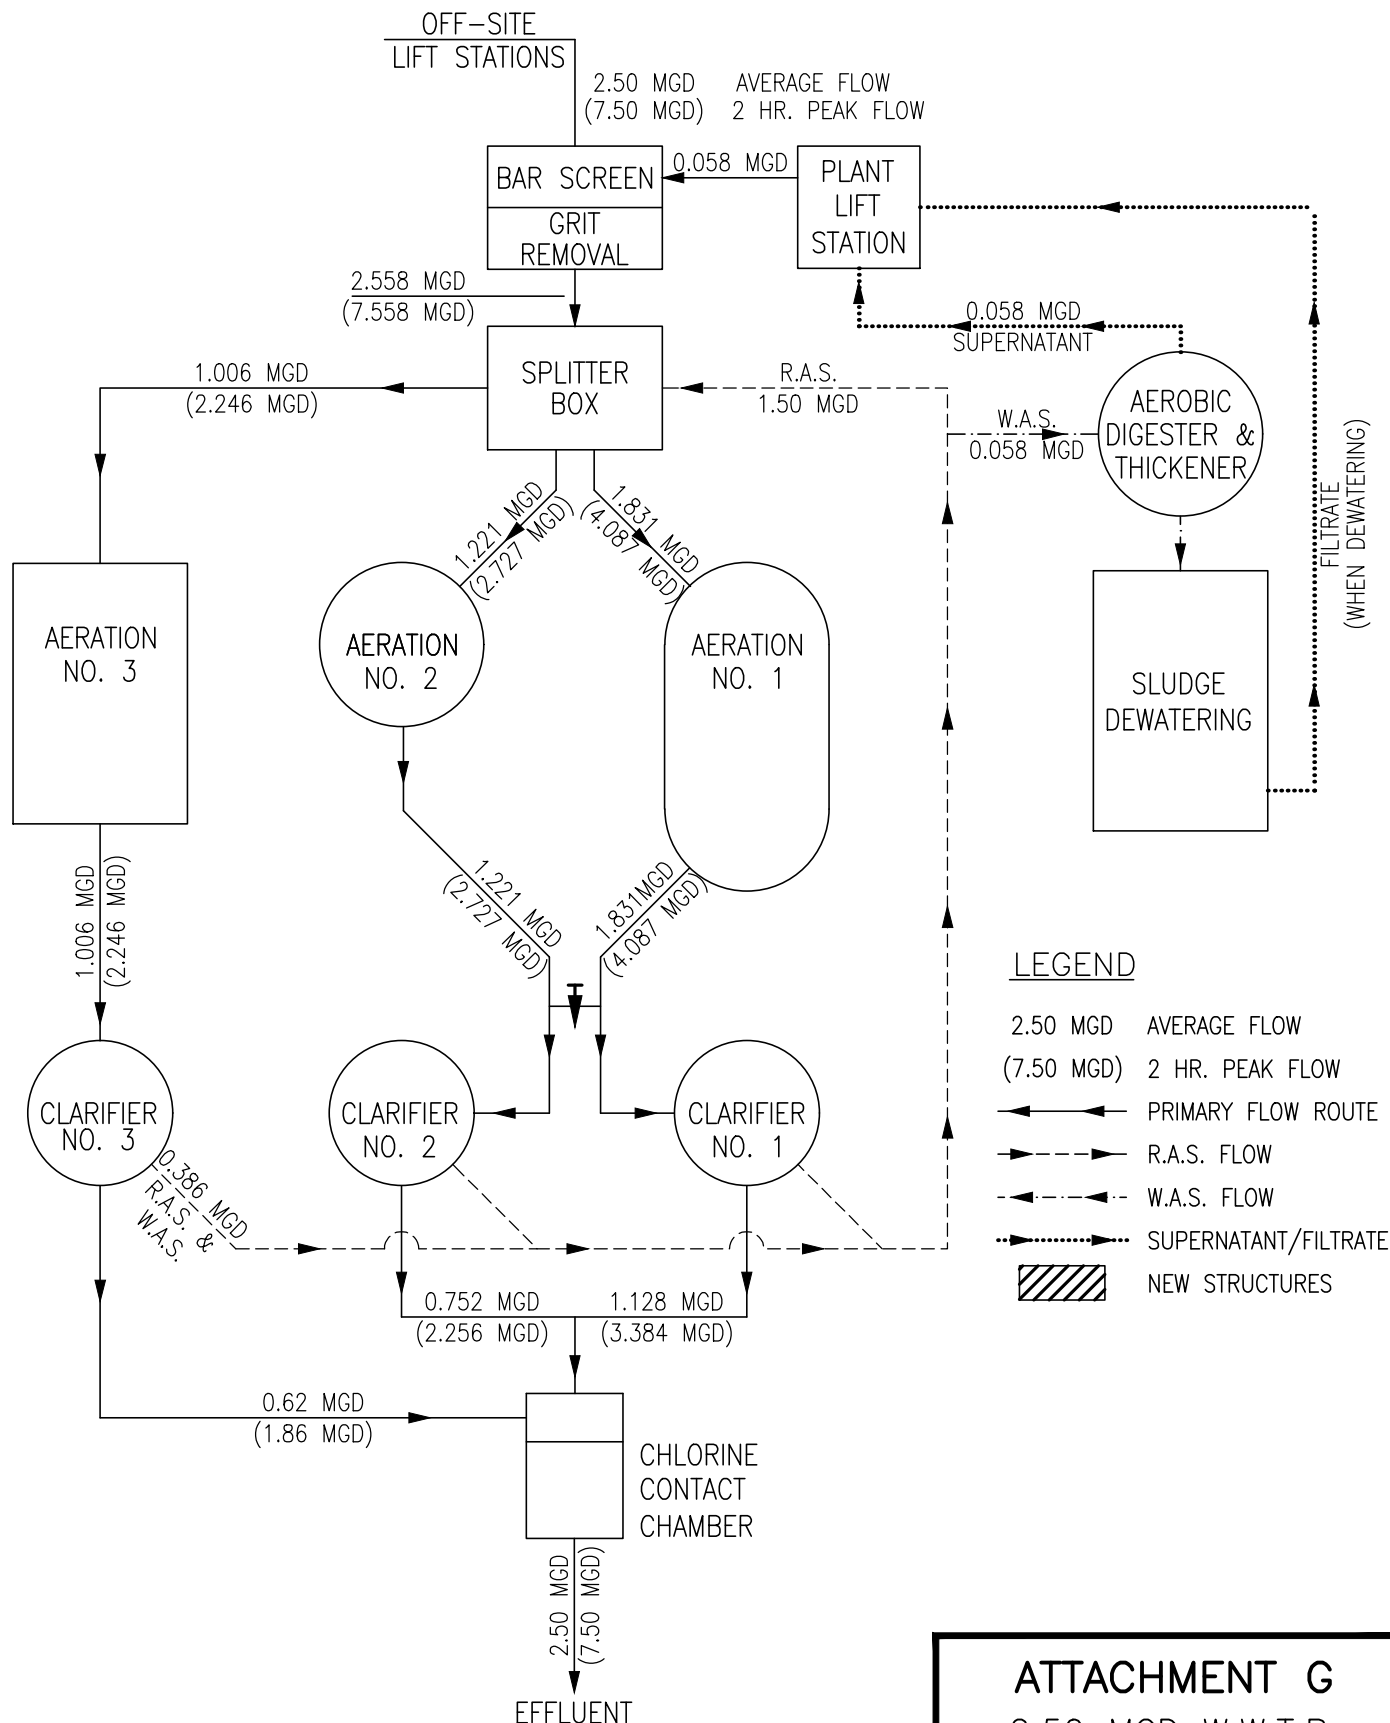 OFF-SITE
LIFT STATIONS
2.50 MGD AVERAGE FLOW
(7.50 MGD) 2 HR. PEAK FLOW
BAR SCREEN
GRIT
REMOVAL
0.058 MGD
PLANT
LIFT
STATION
2.558 MGD
(7.558 MGD)
0.058 MGD
SUPERNATANT
SPLITTER
BOX
1.006 MGD
(2.246 MGD)
R.A.S.
1.50 MGD
W.A.S.
0.058 MGD
AEROBIC
DIGESTER &
THICKENER
FILTRATE
(WHEN DEWATERING)
1.221 MGD
(2.727 MGD)
1.831 MGD
(4.087 MGD)
AERATION
NO. 3
AERATION
NO. 2
AERATION
NO. 1
SLUDGE
DEWATERING
1.006 MGD
(2.246 MGD)
1.221 MGD
(2.727 MGD)
1.831MGD
(4.087 MGD)
CLARIFIER
NO. 3
CLARIFIER
NO. 2
CLARIFIER
NO. 1
0.386 MGD
R.A.S. &
W.A.S.
LEGEND
2.50 MGD AVERAGE FLOW
(7.50 MGD) 2 HR. PEAK FLOW
PRIMARY FLOW ROUTE
R.A.S. FLOW
W.A.S. FLOW
SUPERNATANT/FILTRATE
NEW STRUCTURES
0.752 MGD
(2.256 MGD)
1.128 MGD
(3.384 MGD)
0.62 MGD
(1.86 MGD)
CHLORINE
CONTACT
CHAMBER
2.50 MGD
(7.50 MGD)
EFFLUENT
ATTACHMENT G
2.50 MGD W.W.T.P.